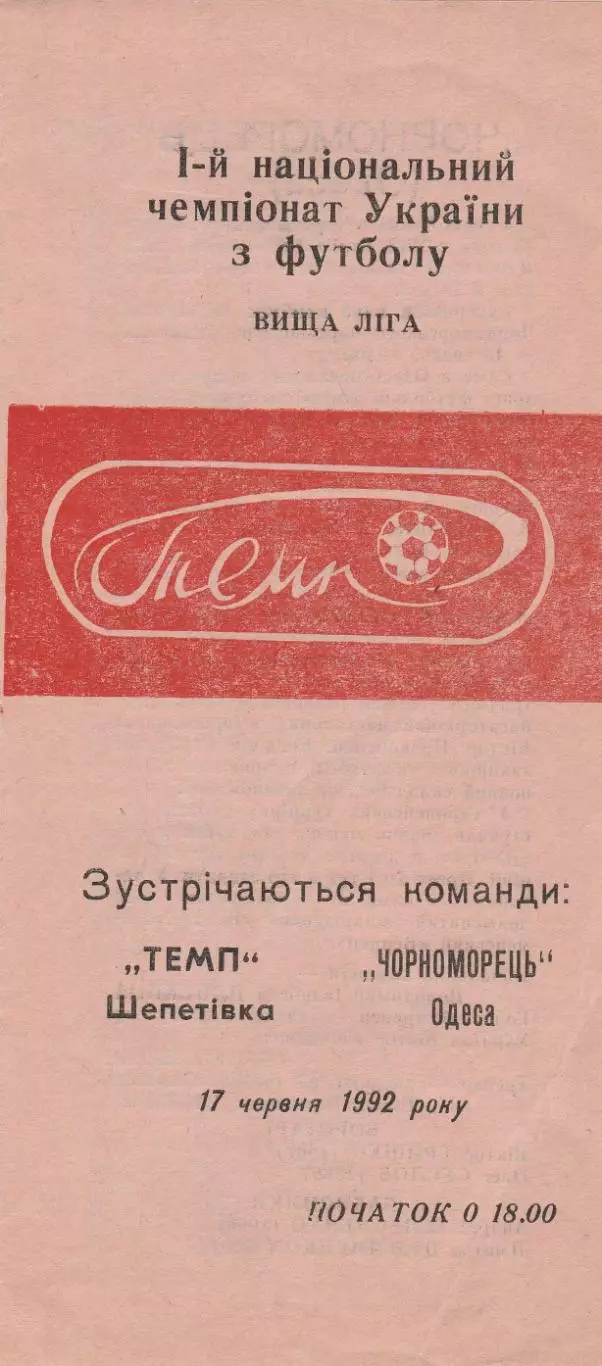 1-й національний
чемпіонат України
з футболу
ВИЩА ЛІГА
Темп
Зустрічаються команди:
„ТЕМП“ „ЧОРНОМОРЕЦЬ“
Шепетівка Одеса
17 червня 1992 року
ПОЧАТОК О 18.00